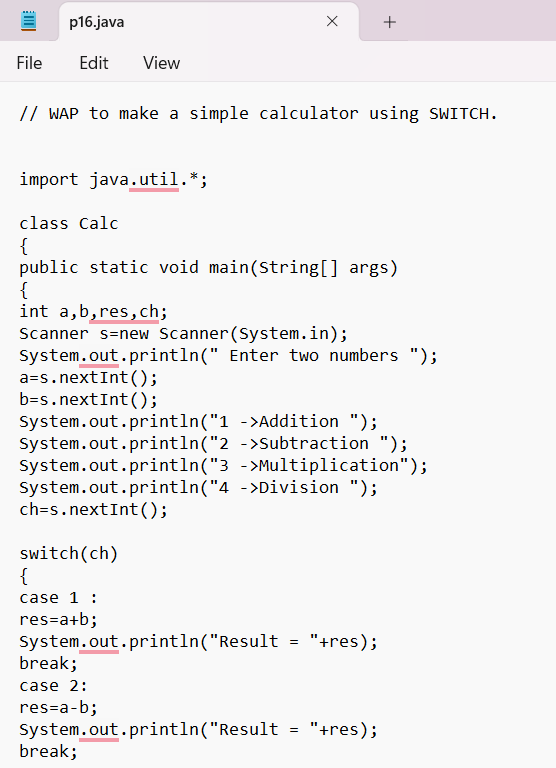 p16.java
File Edit View
// WAP to make a simple calculator using SWITCH.
import java.util.*;
class Calc
{
public static void main(String[] args)
{
int a,b,res,ch;
Scanner s=new Scanner(System.in);
System.out.println(" Enter two numbers ");
a=s.nextInt();
b=s.nextInt();
System.out.println("1 ->Addition ");
System.out.println("2 ->Subtraction ");
System.out.println("3 ->Multiplication");
System.out.println("4 ->Division ");
ch=s.nextInt();
switch(ch)
{
case 1 :
res=a+b;
System.out.println("Result = "+res);
break;
case 2:
res=a-b;
System.out.println("Result = "+res);
break;